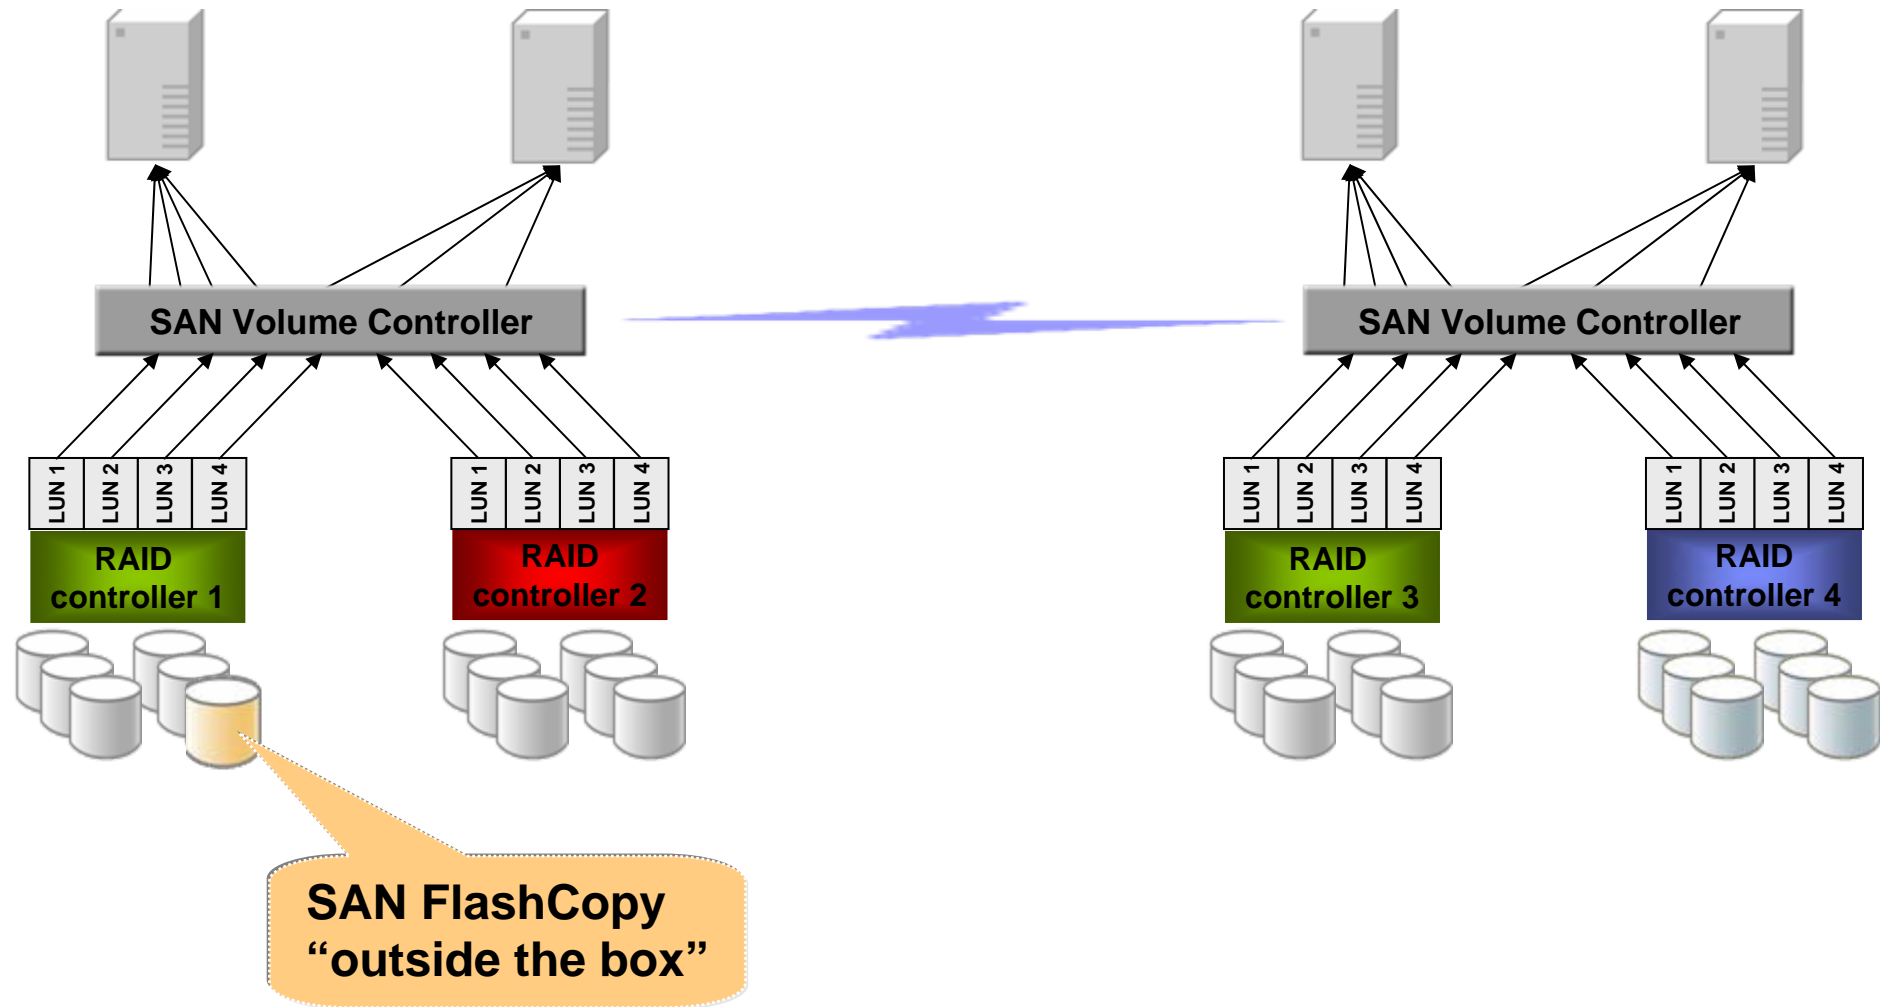 SAN Volume Controller
SAN Volume Controller
LUN 1
LUN 2
LUN 3
LUN 4
LUN 1
LUN 2
LUN 3
LUN 4
LUN 1
LUN 2
LUN 3
LUN 4
LUN 1
LUN 2
LUN 3
LUN 4
RAID
controller 1
RAID
controller 2
RAID
controller 3
RAID
controller 4
SAN FlashCopy
“outside the box”